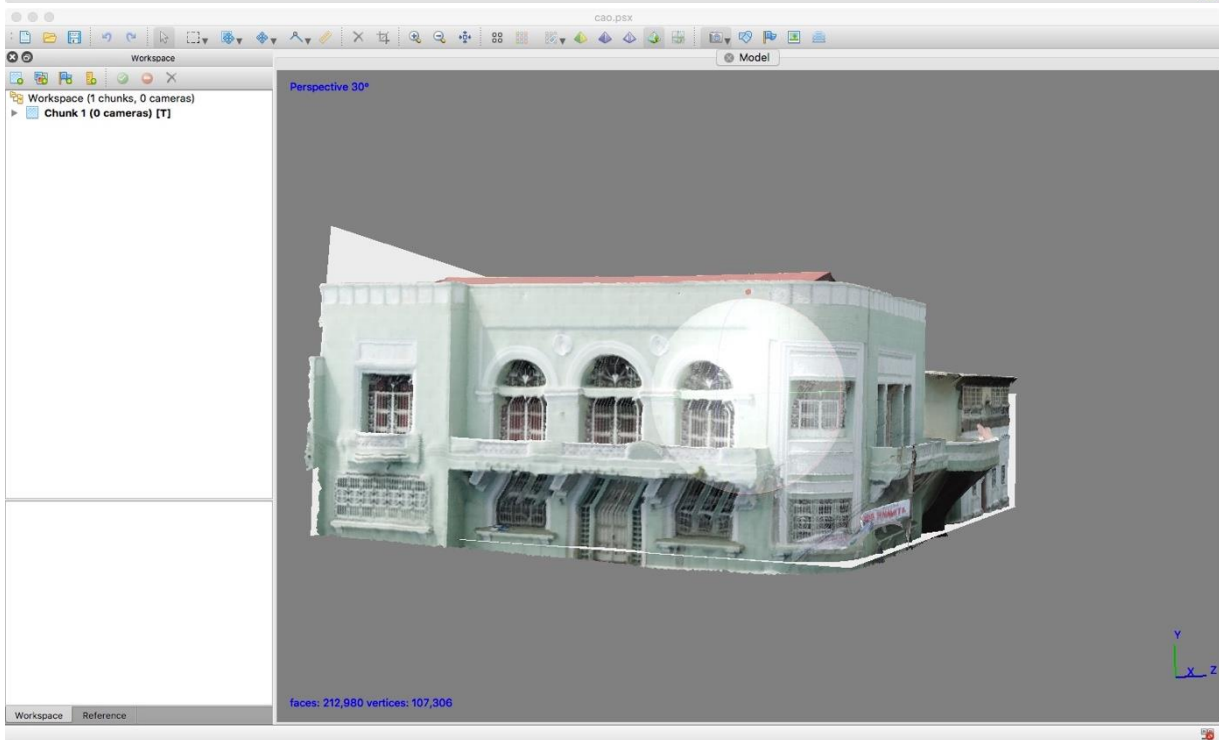 cao.psx
Workspace
Model
Workspace (1 chunks, 0 cameras)
Chunk 1 (0 cameras) [T]
Perspective 30°
Y
X Z
faces: 212,980 vertices: 107,306
Workspace Reference